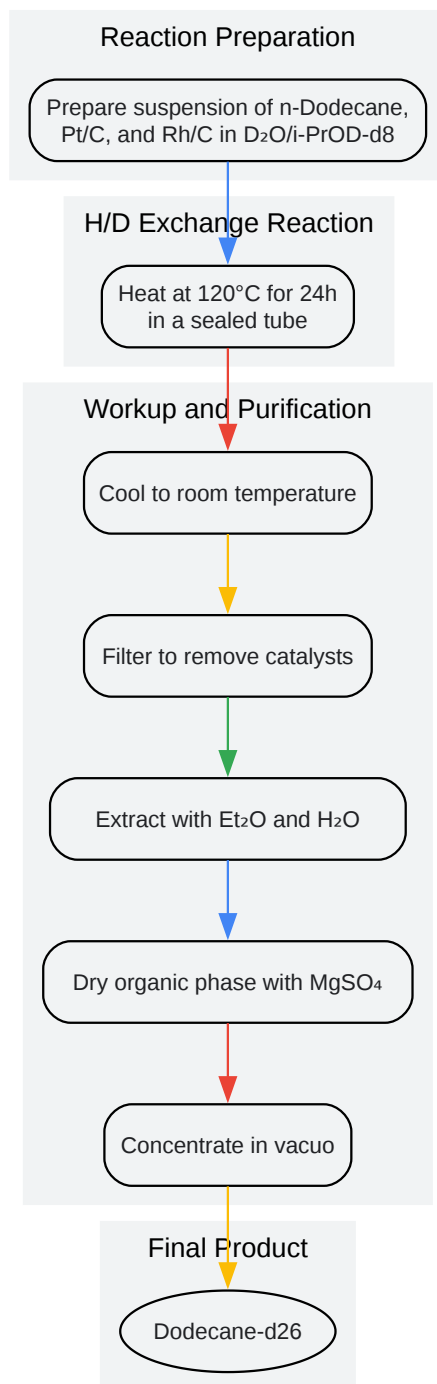 Reaction Preparation
Prepare suspension of n-Dodecane,
Pt/C, and Rh/C in D₂O/i-PrOD-d8
H/D Exchange Reaction
Heat at 120°C for 24h
in a sealed tube
Workup and Purification
Cool to room temperature
Filter to remove catalysts
Extract with Et₂O and H₂O
Dry organic phase with MgSO₄
Concentrate in vacuo
Final Product
Dodecane-d26